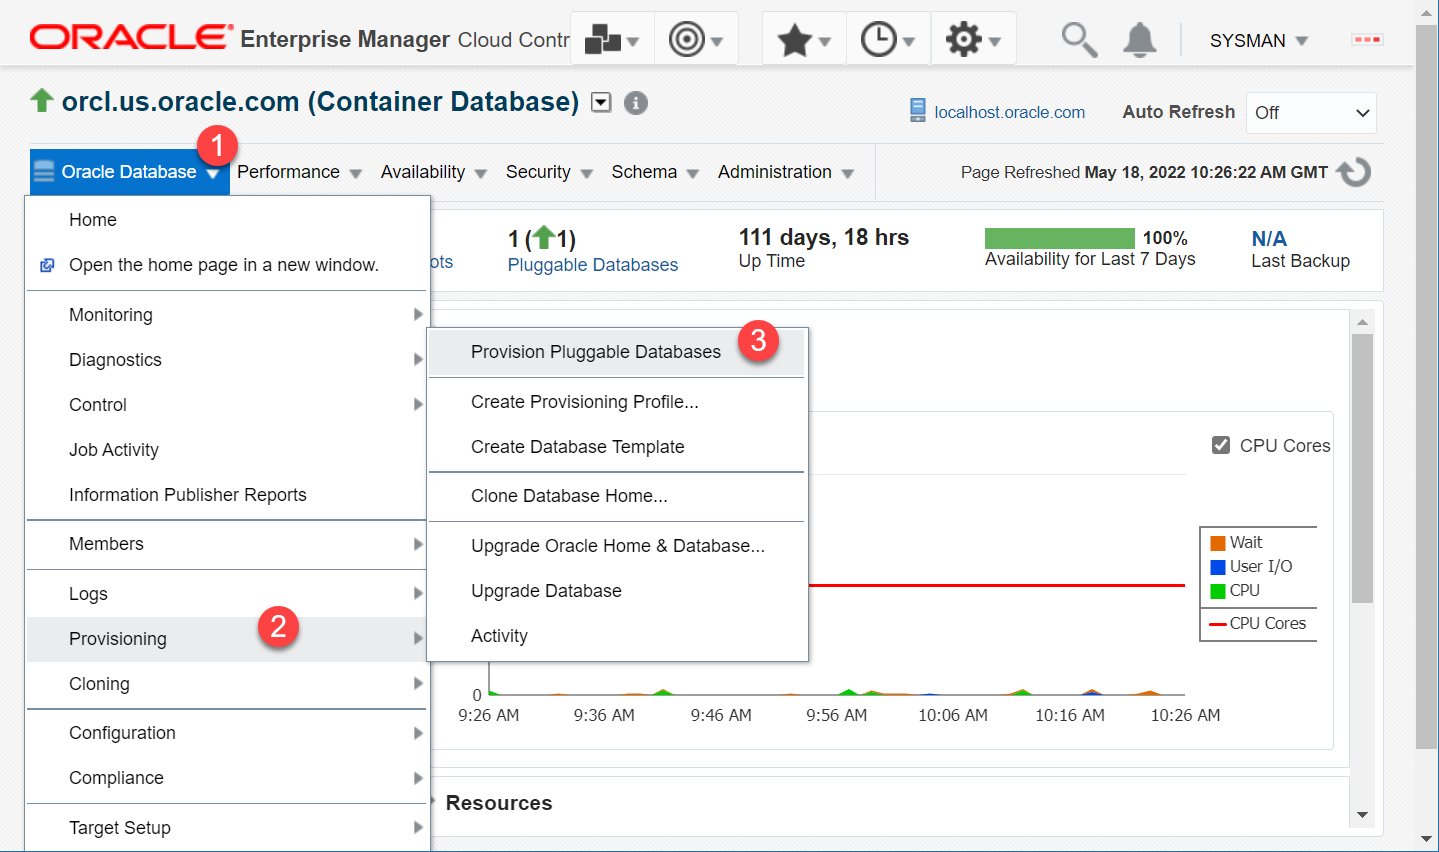 ORACLE Enterprise Manager Cloud Contr
SYSMAN
orcl.us.oracle.com (Container Database)
i
localhost.oracle.com
Auto Refresh
Off
1
Oracle Database
Performance
Availability
Security
Schema
Administration
Page Refreshed May 18, 2022 10:26:22 AM GMT
Home
Open the home page in a new window.
Monitoring
Diagnostics
Control
Job Activity
Information Publisher Reports
Members
Logs
Provisioning
2
Cloning
Configuration
Compliance
Target Setup
ots
1 (1)
Pluggable Databases
111 days, 18 hrs
Up Time
100%
Availability for Last 7 Days
N/A
Last Backup
Provision Pluggable Databases
3
Create Provisioning Profile...
Create Database Template
Clone Database Home...
Upgrade Oracle Home & Database...
Upgrade Database
Activity
CPU Cores
Wait
User I/O
CPU
CPU Cores
0
9:26 AM
9:36 AM
9:46 AM
9:56 AM
10:06 AM
10:16 AM
10:26 AM
Resources